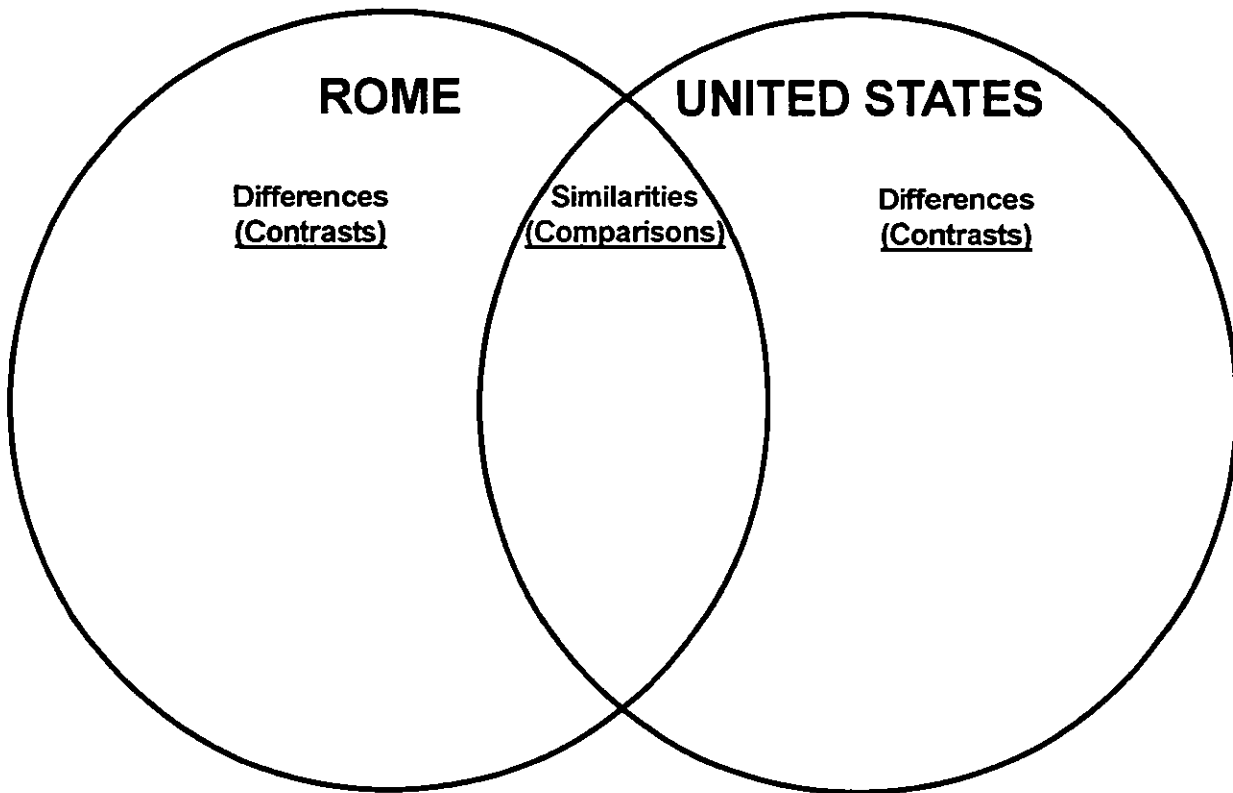 ROME
Differences
(Contrasts)
Similarities
(Comparisons)
UNITED STATES
Differences
(Contrasts)